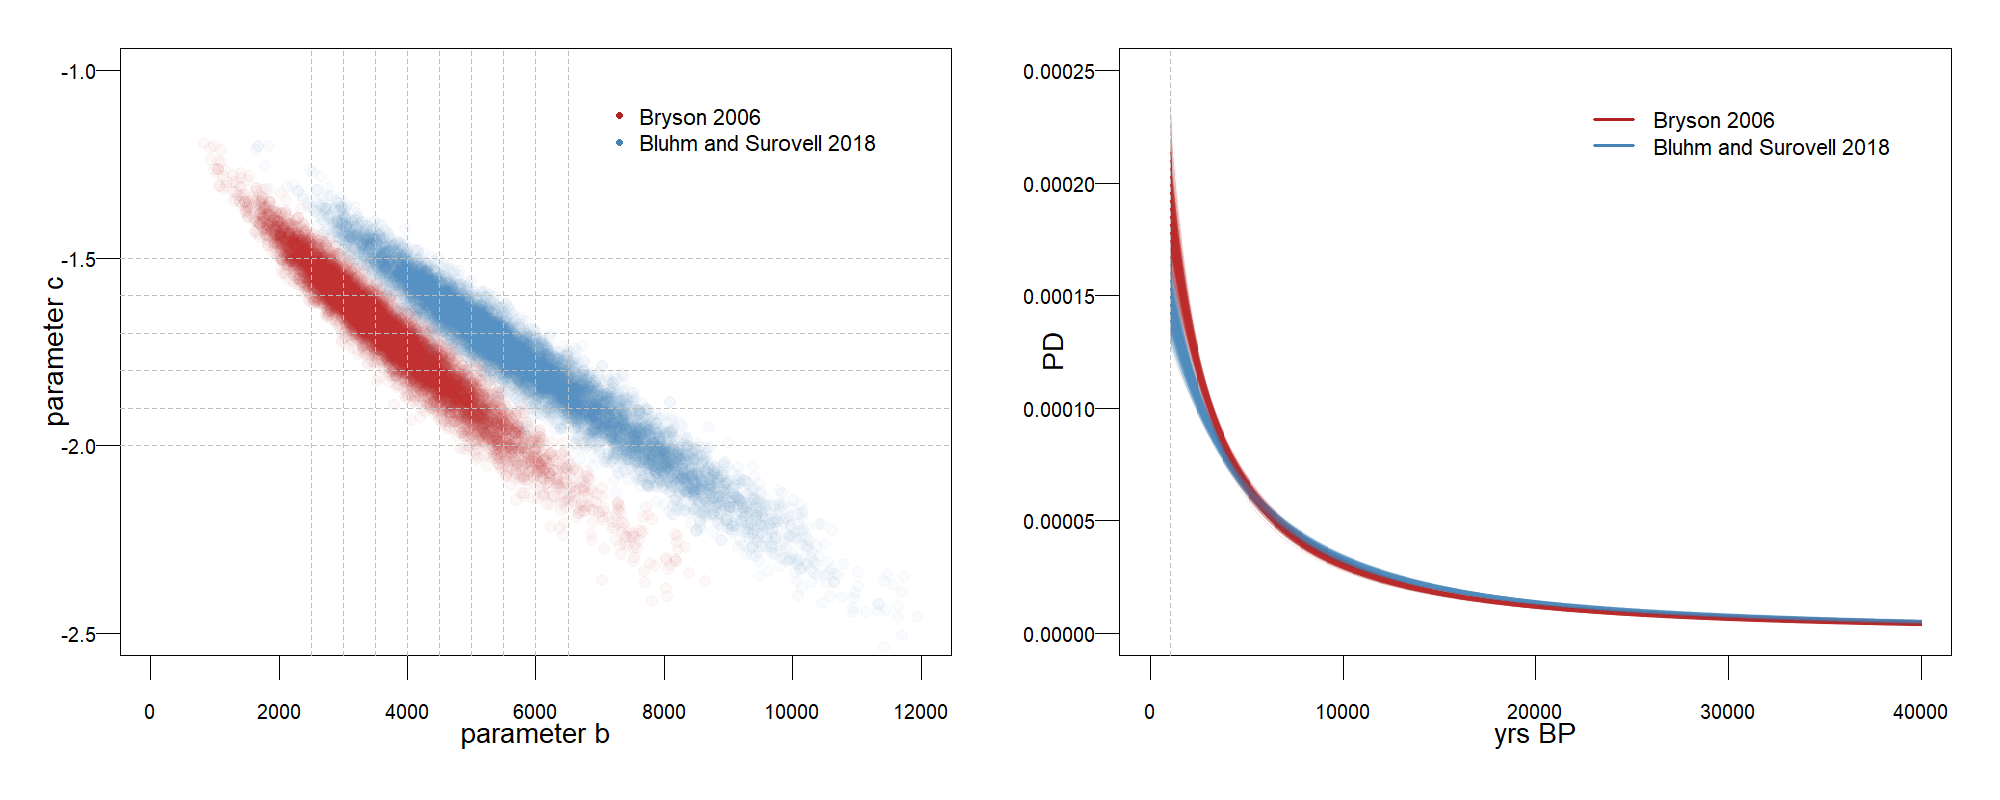 -1.0
-1.5
-2.0
-2.5
parameter c
Bryson 2006
Bluhm and Surovell 2018
0 2000 4000 6000 8000 10000 12000
parameter b
0.00025
0.00020
0.00015
0.00010
0.00005
0.00000
PD
Bryson 2006
Bluhm and Surovell 2018
0 10000 20000 30000 40000
yrs BP